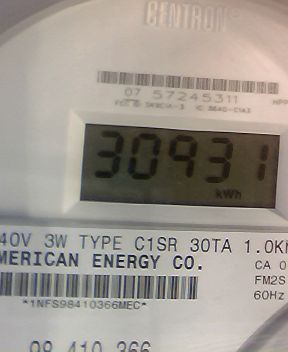 CENTRON®
07 57245311
30931
kWh
40V 3W TYPE C1SR 30TA 1.0K
MERICAN ENERGY CO.
CA 0
FM2S
60Hz
*1NFS98410366MEC*
98 410 366